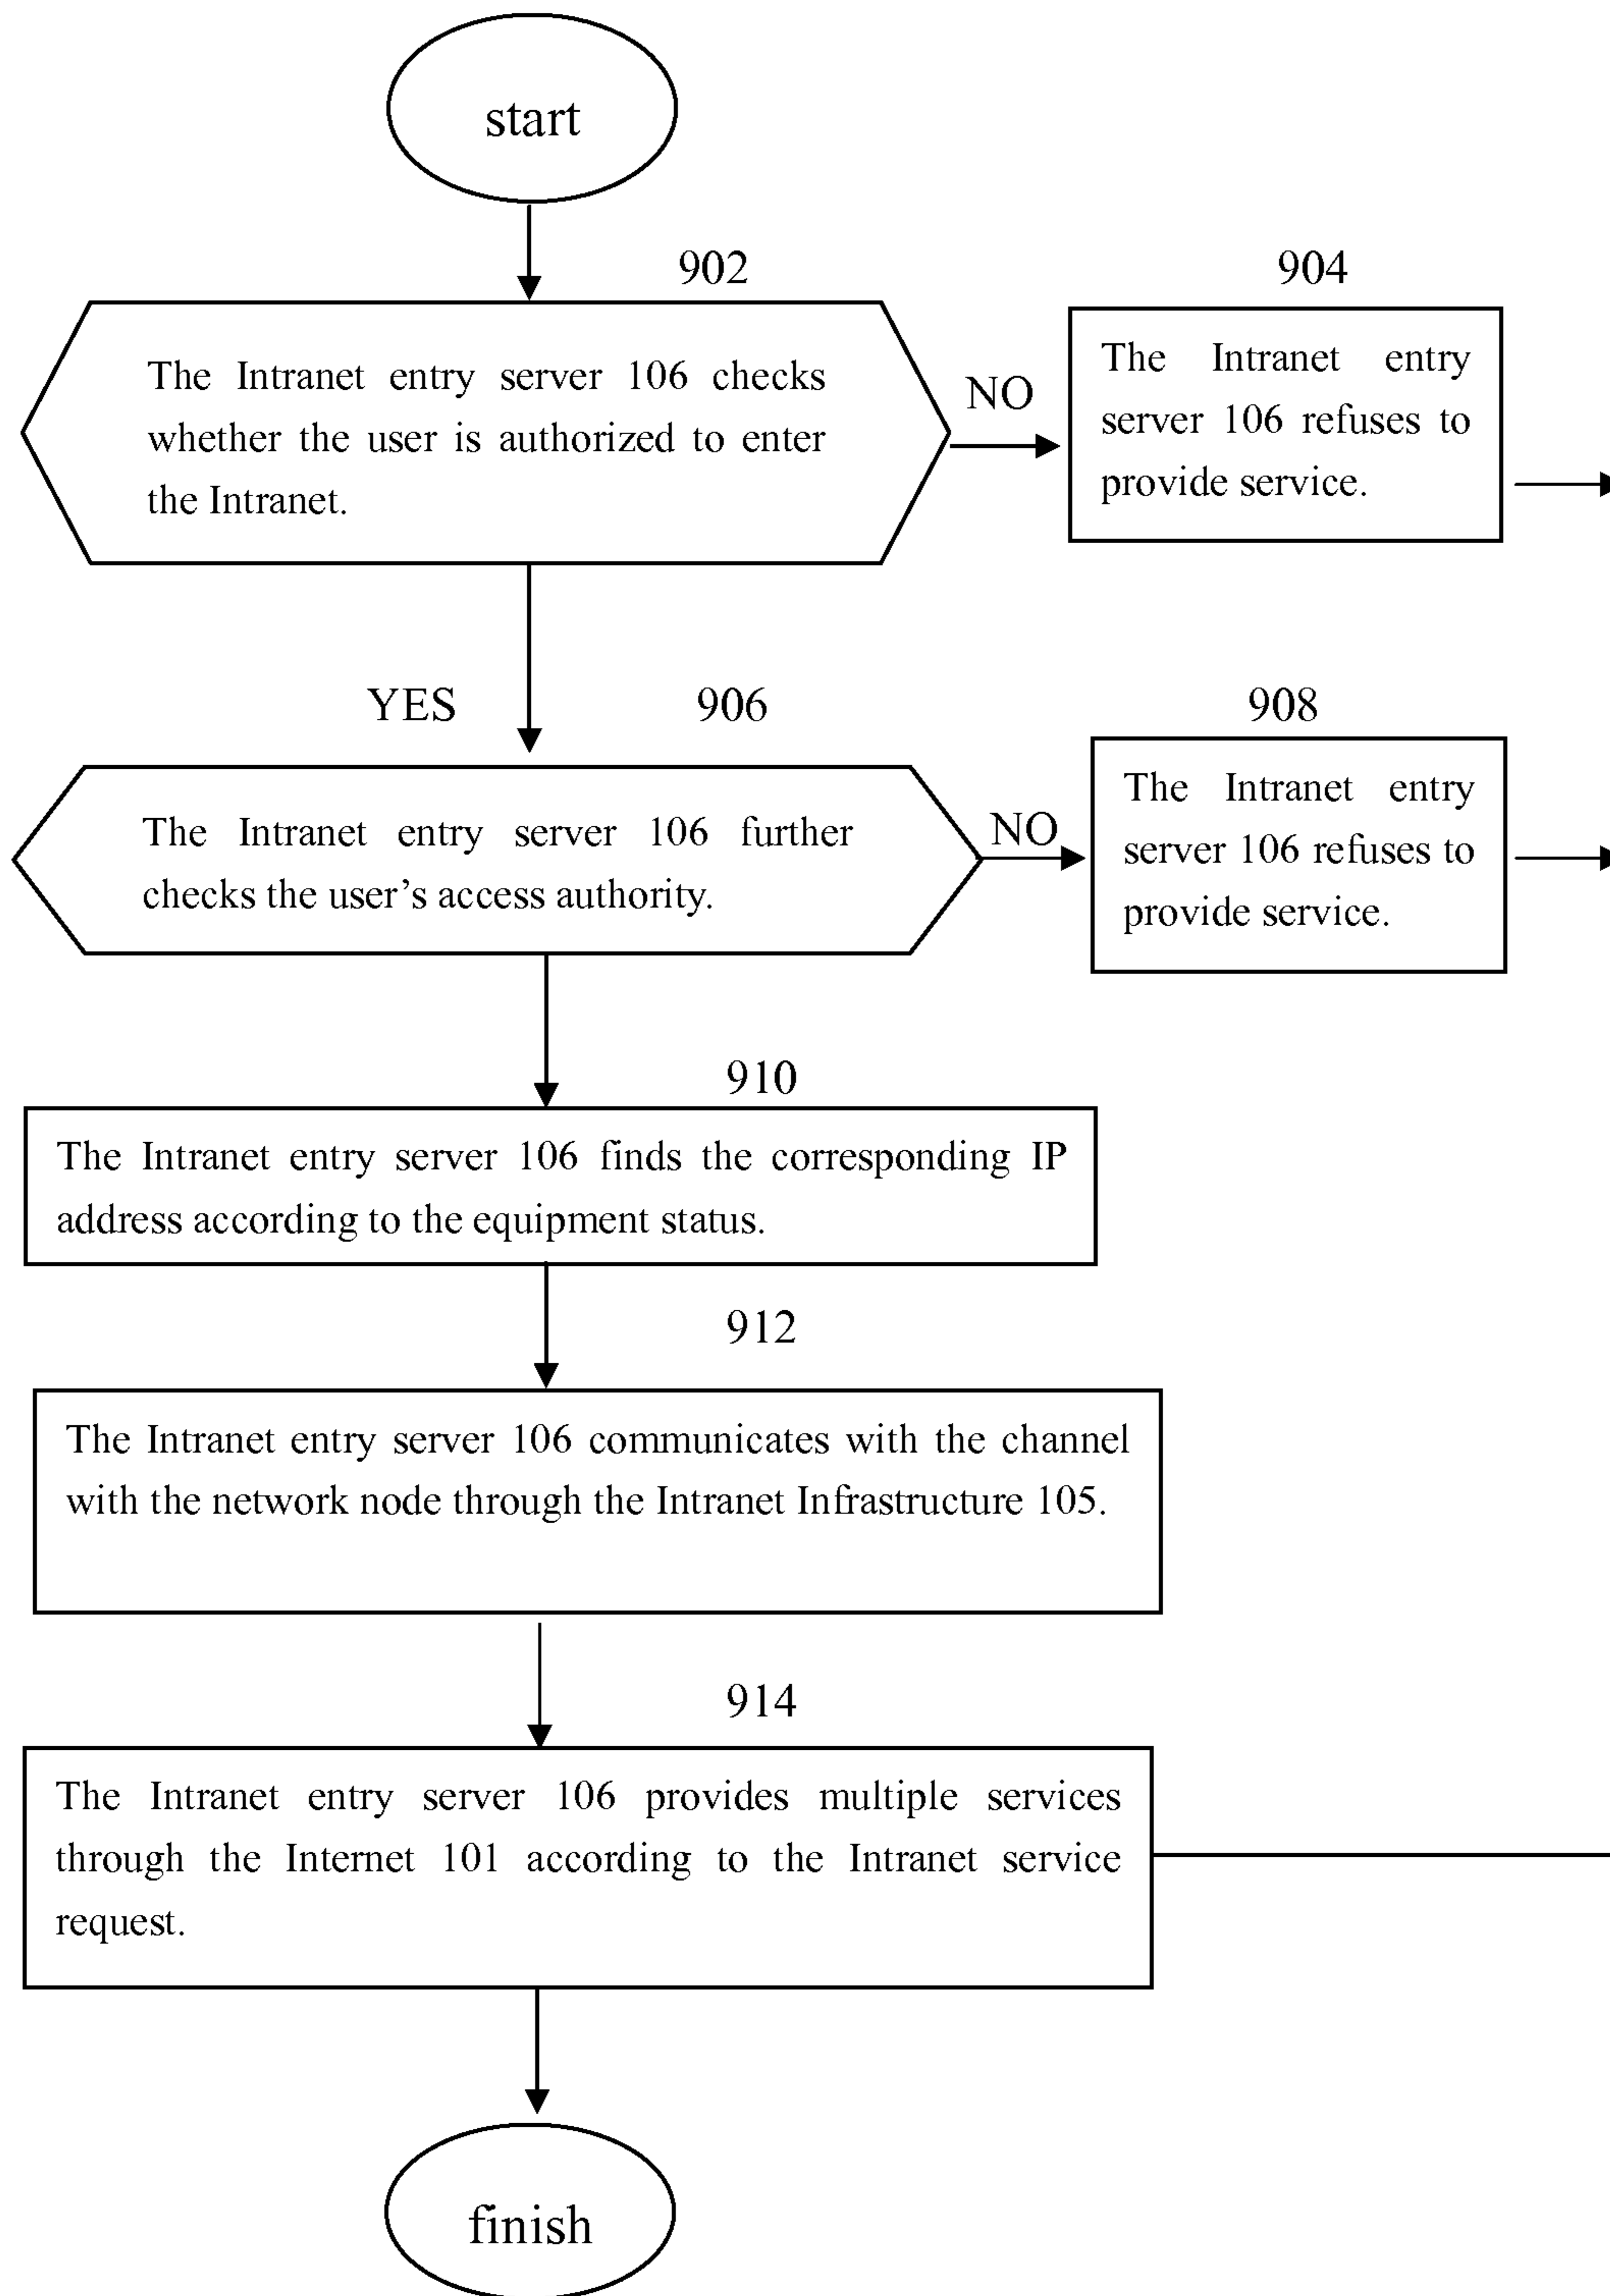 start
902
904
The Intranet entry server 106 checks
whether the user is authorized to enter
the Intranet.
NO
The Intranet entry
server 106 refuses to
provide service.
YES
906
908
The Intranet entry server 106 further
checks the user’s access authority.
NO
The Intranet entry
server 106 refuses to
provide service.
910
The Intranet entry server 106 finds the corresponding IP
address according to the equipment status.
912
The Intranet entry server 106 communicates with the channel
with the network node through the Intranet Infrastructure 105.
914
The Intranet entry server 106 provides multiple services
through the Internet 101 according to the Intranet service
request.
finish